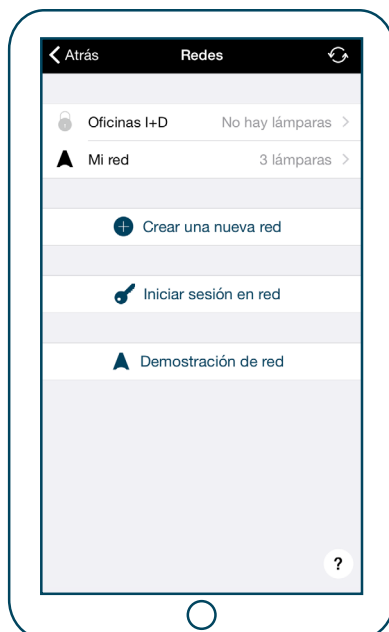 Atrás Redes
Oficinas I+D No hay lámparas
Mi red 3 lámparas
Crear una nueva red
Iniciar sesión en red
Demostración de red
?